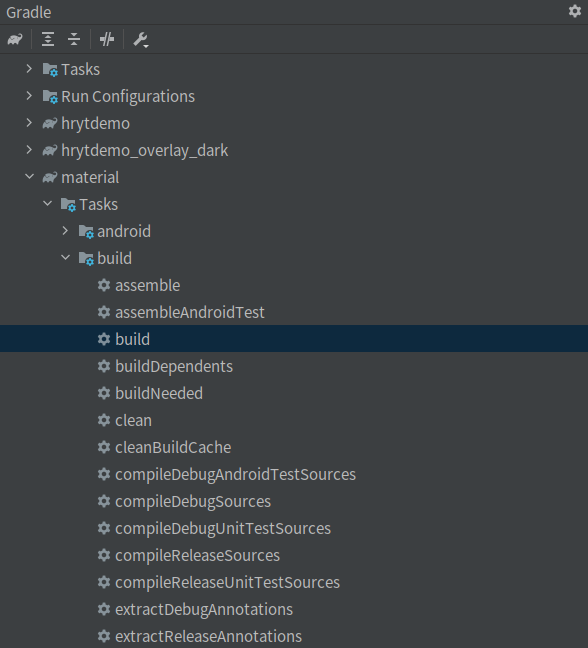 Gradle
Tasks
Run Configurations
hrytdemo
hrytdemo_overlay_dark
material
Tasks
android
build
assemble
assembleAndroidTest
build
buildDependents
buildNeeded
clean
cleanBuildCache
compileDebugAndroidTestSources
compileDebugSources
compileDebugUnitTestSources
compileReleaseSources
compileReleaseUnitTestSources
extractDebugAnnotations
extractReleaseAnnotations